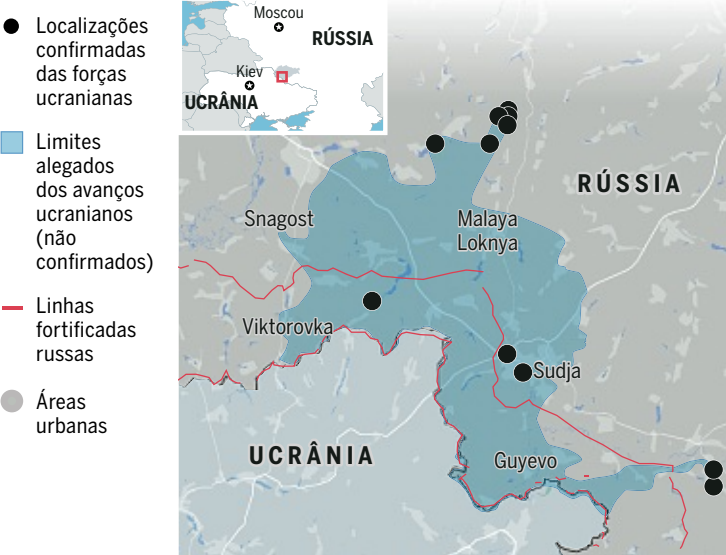 Localizações
confirmadas
das forças
ucranianas
Limites
alegados
dos avanços
ucranianos
(não
confirmados)
Linhas
fortificadas
russas
Áreas
urbanas
Moscou
RÚSSIA
Kiev
UCRÂNIA
RÚSSIA
Snagost
Malaya
Loknya
Viktorovka
Sudja
UCRÂNIA
Guyevo